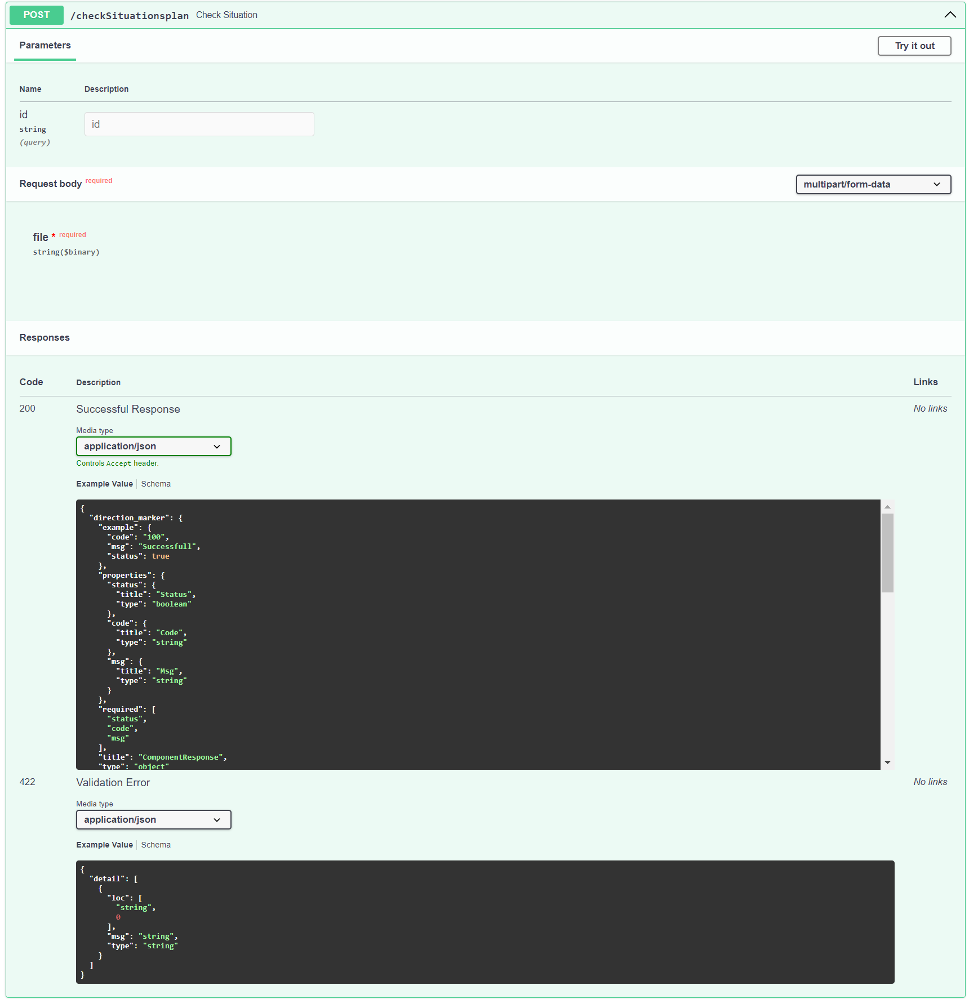 POST /checkSituationsplan Check Situation
Parameters
Try it out
Name Description
id
string
(query)
id
Request body required
multipart/form-data
file * required
string($binary)
Responses
Code Description Links
200 Successful Response No links
Media type
application/json
Controls Accept header.
Example Value Schema
{
  "direction_marker": {
    "example": {
      "code": "100",
      "msg": "Successfull",
      "status": true
    },
    "properties": {
      "status": {
        "title": "Status",
        "type": "boolean"
      },
      "code": {
        "title": "Code",
        "type": "string"
      },
      "msg": {
        "title": "Msg",
        "type": "string"
      }
    },
    "required": [
      "status",
      "code",
      "msg"
    ],
    "title": "ComponentResponse",
    "type": "object"
422 Validation Error No links
Media type
application/json
Example Value Schema
{
  "detail": [
    {
      "loc": [
        "string",
        0
      ],
      "msg": "string",
      "type": "string"
    }
  ]
}